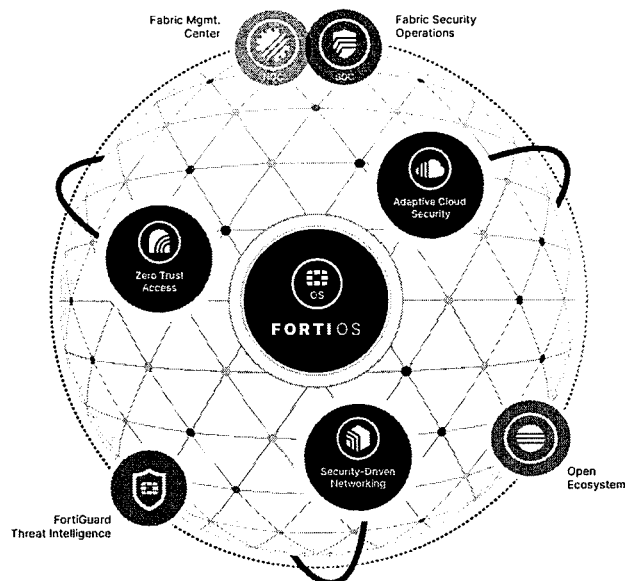 Fabric Mgmt.
Center
NOC
SOC
Fabric Security
Operations
Adaptive Cloud
Security
Zero Trust
Access
OS
FORTIOS
Security-Driven
Networking
Open
Ecosystem
FortiGuard
Threat Intelligence